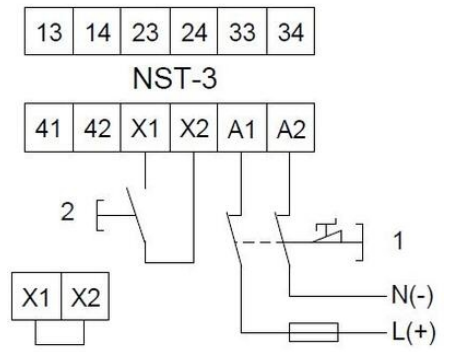 13 14 23 24 33 34
NST-3
41 42 X1 X2 A1 A2
2
1
X1 X2
N(-)
L(+)